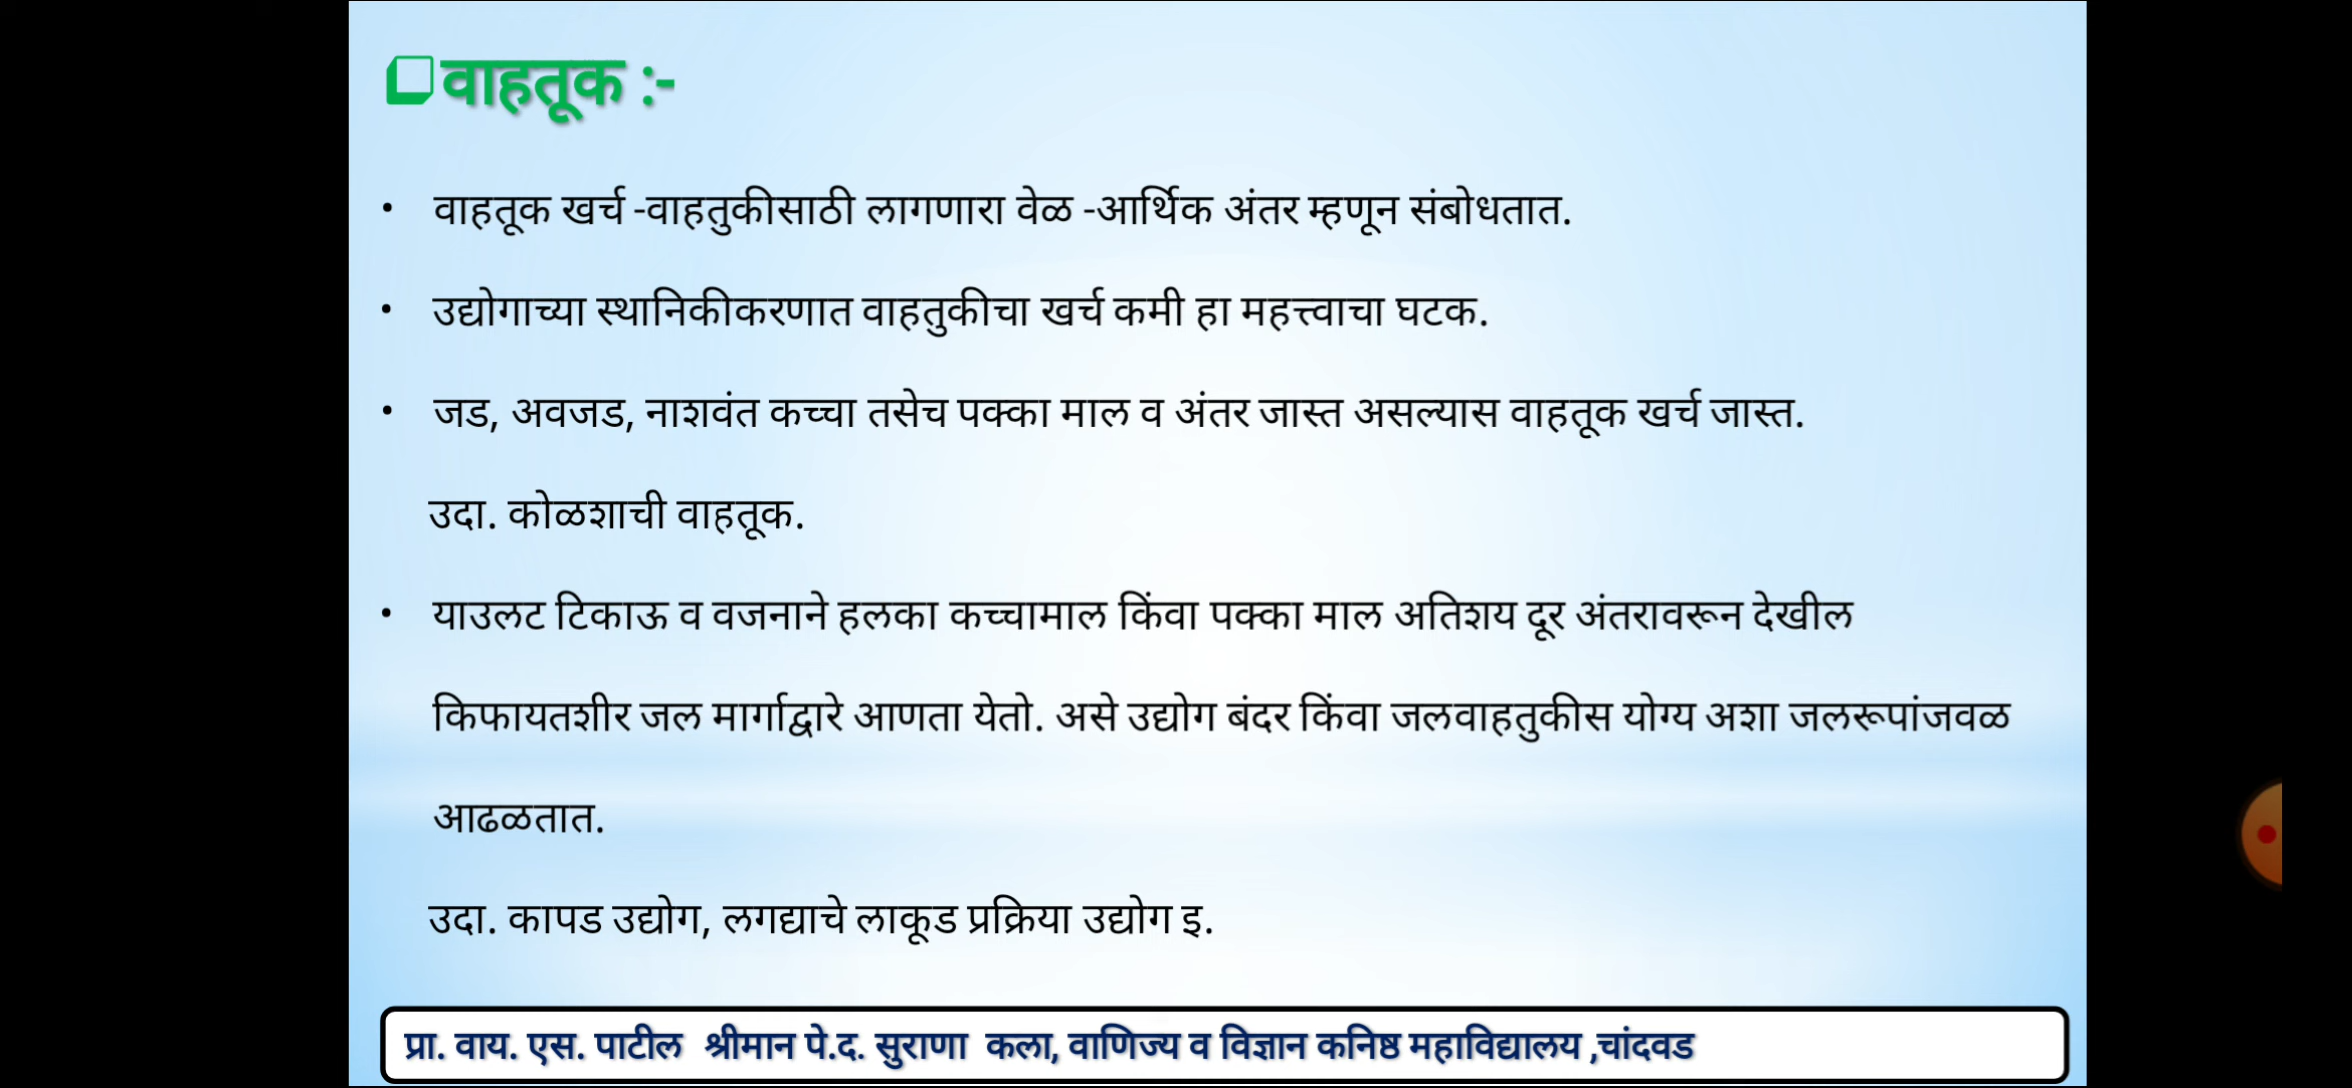 वाहतूक :-
• वाहतूक खर्च -वाहतुकीसाठी लागणारा वेळ -आर्थिक अंतर म्हणून संबोधतात.
• उद्योगाच्या स्थानिकीकरणात वाहतुकीचा खर्च कमी हा महत्त्वाचा घटक.
• जड, अवजड, नाशवंत कच्चा तसेच पक्का माल व अंतर जास्त असल्यास वाहतूक खर्च जास्त.
उदा. कोळशाची वाहतूक.
• याउलट टिकाऊ व वजनाने हलका कच्चामाल किंवा पक्का माल अतिशय दूर अंतरावरून देखील
किफायतशीर जल मार्गाद्वारे आणता येतो. असे उद्योग बंदर किंवा जलवाहतुकीस योग्य अशा जलरूपांजवळ
आढळतात.
उदा. कापड उद्योग, लगद्याचे लाकूड प्रक्रिया उद्योग इ.
प्रा. वाय. एस. पाटील श्रीमान पे.द. सुराणा कला, वाणिज्य व विज्ञान कनिष्ठ महाविद्यालय ,चांदवड